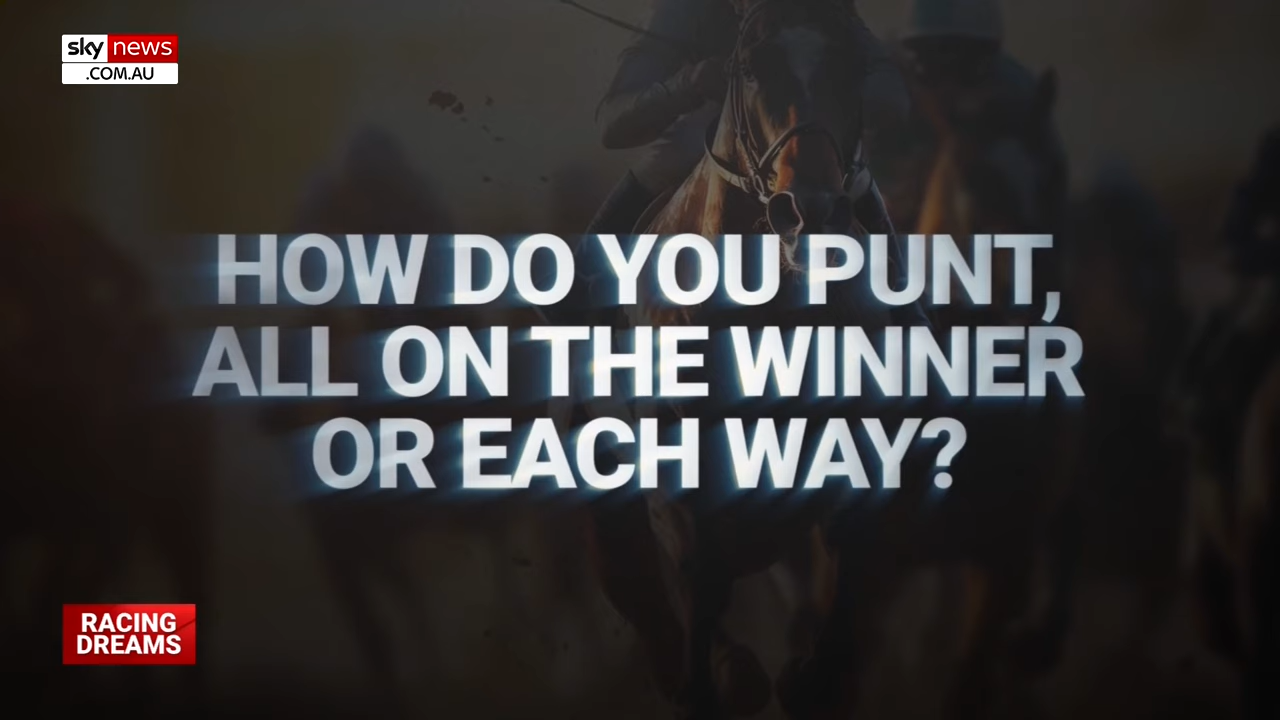 sky news
.COM.AU
HOW DO YOU PUNT,
ALL ON THE WINNER
OR EACH WAY?
RACING
DREAMS